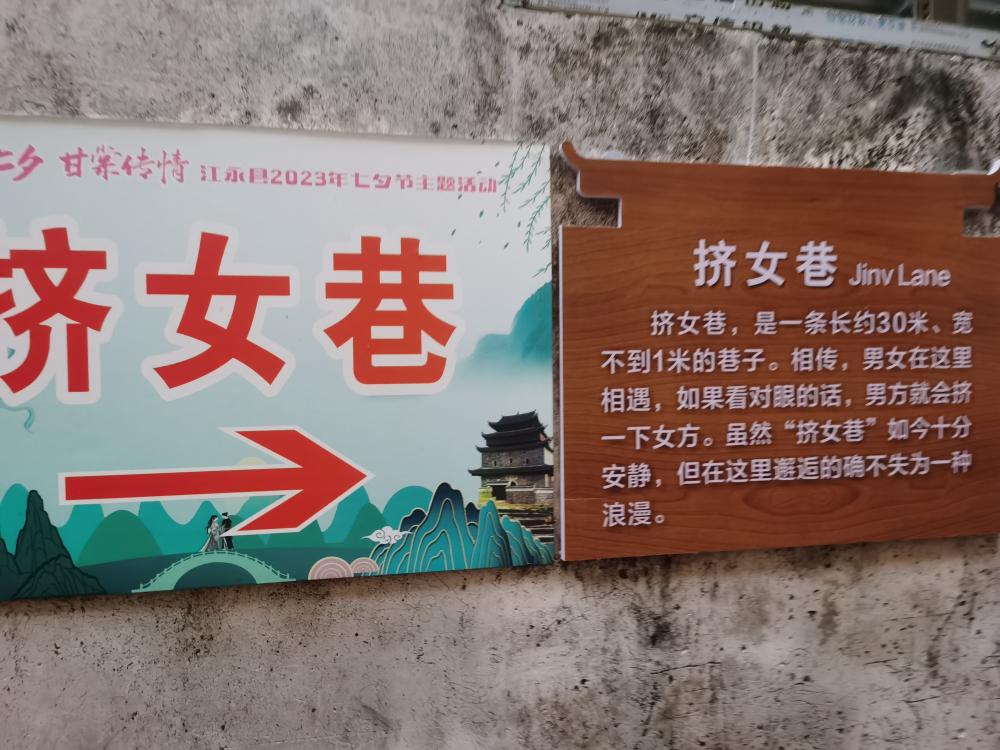 夕 甘棠传情 江永县2023年七夕节主题活动
挤女巷
挤女巷 Jinv Lane
挤女巷，是一条长约30米、宽
不到1米的巷子。相传，男女在这里
相遇，如果看对眼的话，男方就会挤
一下女方。虽然“挤女巷”如今十分
安静，但在这里邂逅的确不失为一种
浪漫。